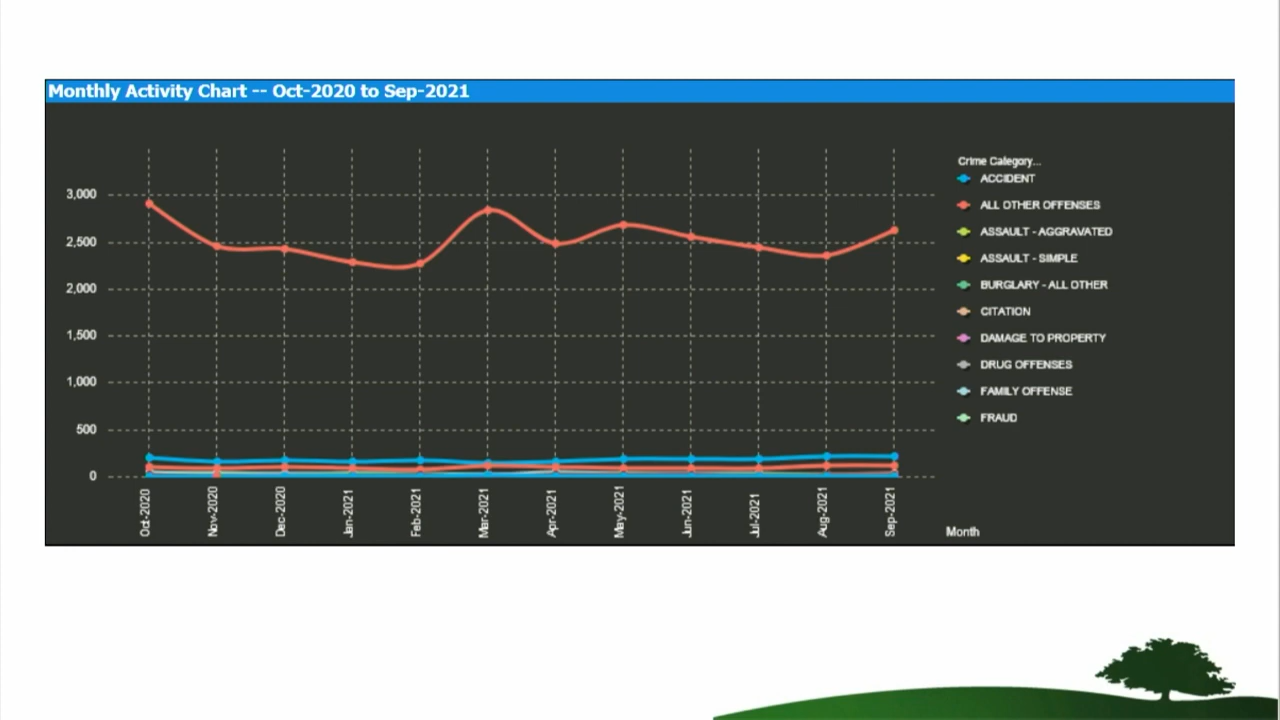 Monthly Activity Chart -- Oct-2020 to Sep-2021
Crime Category...
ACCIDENT
ALL OTHER OFFENSES
ASSAULT - AGGRAVATED
ASSAULT - SIMPLE
BURGLARY - ALL OTHER
CITATION
DAMAGE TO PROPERTY
DRUG OFFENSES
FAMILY OFFENSE
FRAUD
3,000
2,500
2,000
1,500
1,000
500
0
Oct-2020
Nov-2020
Dec-2020
Jan-2021
Feb-2021
Mar-2021
Apr-2021
May-2021
Jun-2021
Jul-2021
Aug-2021
Sep-2021
Month